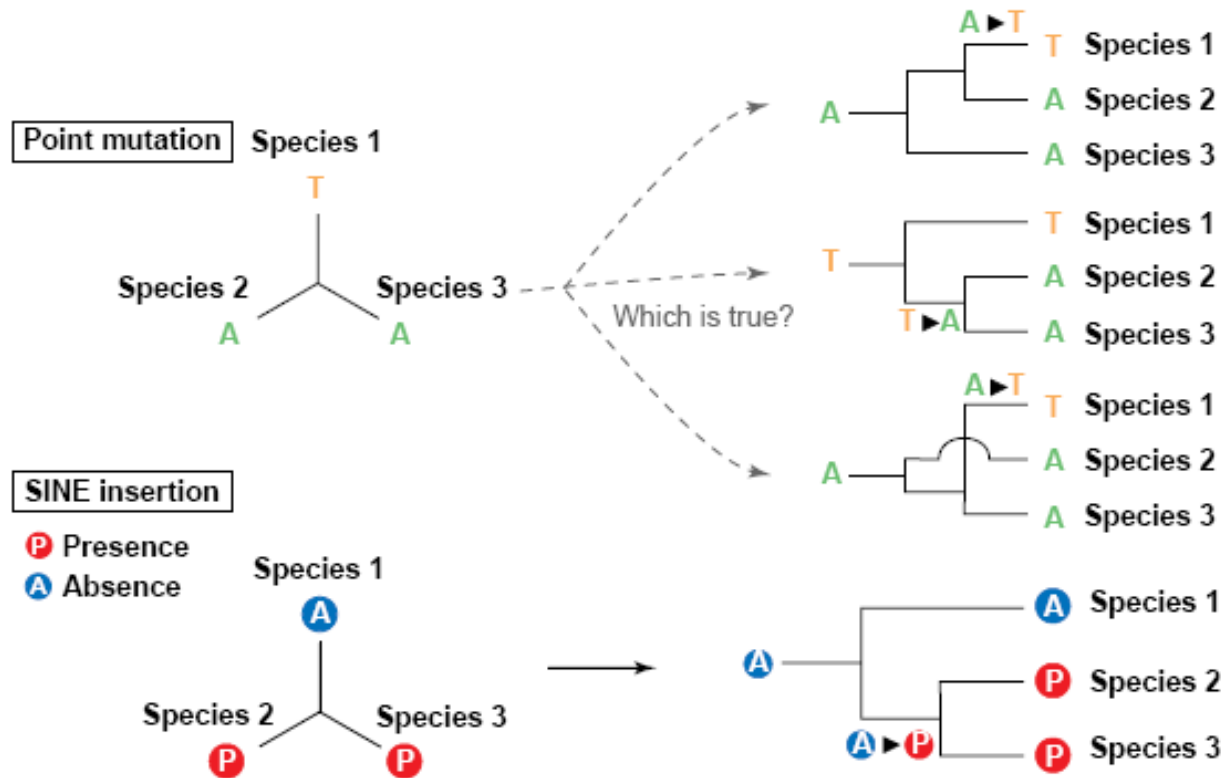 A ► T
T Species 1
A Species 2
A
A Species 3
Point mutation Species 1
T
Species 2 Species 3
A A
Which is true?
T Species 1
T
A Species 2
T ► A
A Species 3
A ► T
T Species 1
A Species 2
A
A Species 3
SINE insertion
P Presence
A Absence
Species 1
A
Species 2 Species 3
P P
A Species 1
A
P Species 2
A ► P
P Species 3